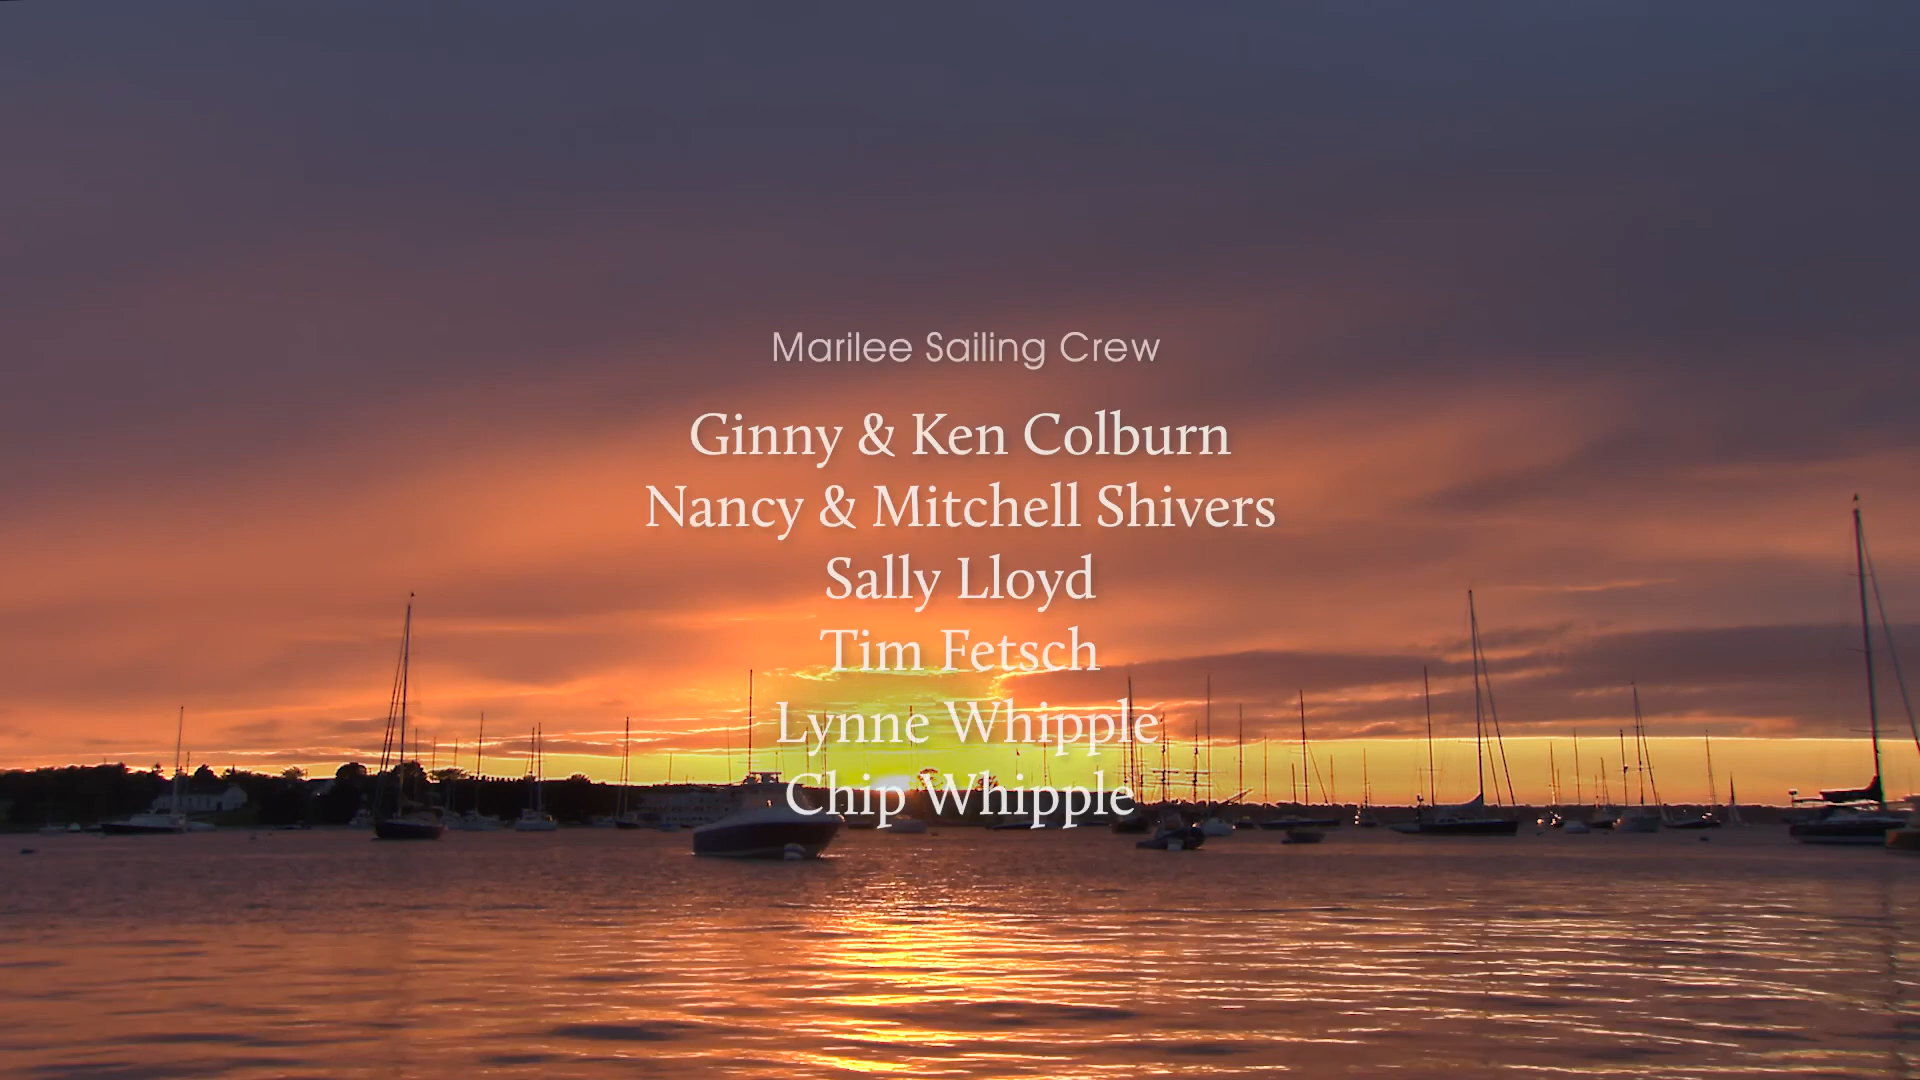 Marilee Sailing Crew
Ginny & Ken Colburn
Nancy & Mitchell Shivers
Sally Lloyd
Tim Fetsch
Lynne Whipple
Chip Whipple